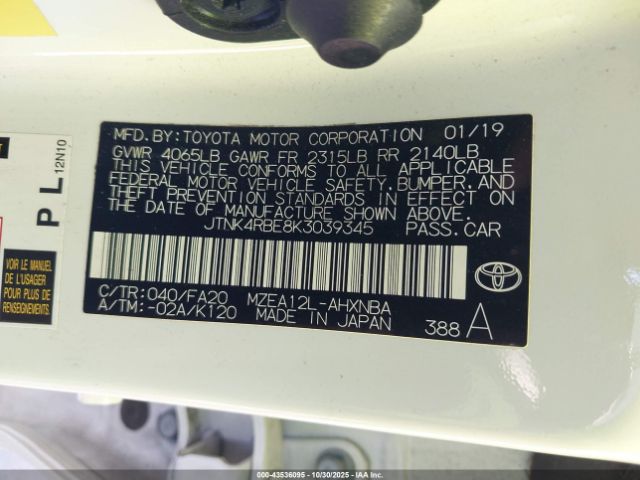 MFD.BY:TOYOTA MOTOR CORPORATION 01/19
GVWR 4065LB GAWR FR 2315LB RR 2140LB
THIS VEHICLE CONFORMS TO ALL APPLICABLE
FEDERAL MOTOR VEHICLE SAFETY,BUMPER,AND
THEFT PREVENTION STANDARDS IN EFFECT ON
THE DATE OF MANUFACTURE SHOWN ABOVE.
JTNK4RBE8K3039345 PASS.CAR
C/TR:040/FA20 MZEA12L-AHXNBA
A/TM:-02A/K120 MADE IN JAPAN 388 A
P L 12N10
VOIR LE MANUEL
DE L'USAGER
POUR PLUS DE
RENSEIGNEMENTS
000-43536095 - 10/30/2025 - IAAI.COM